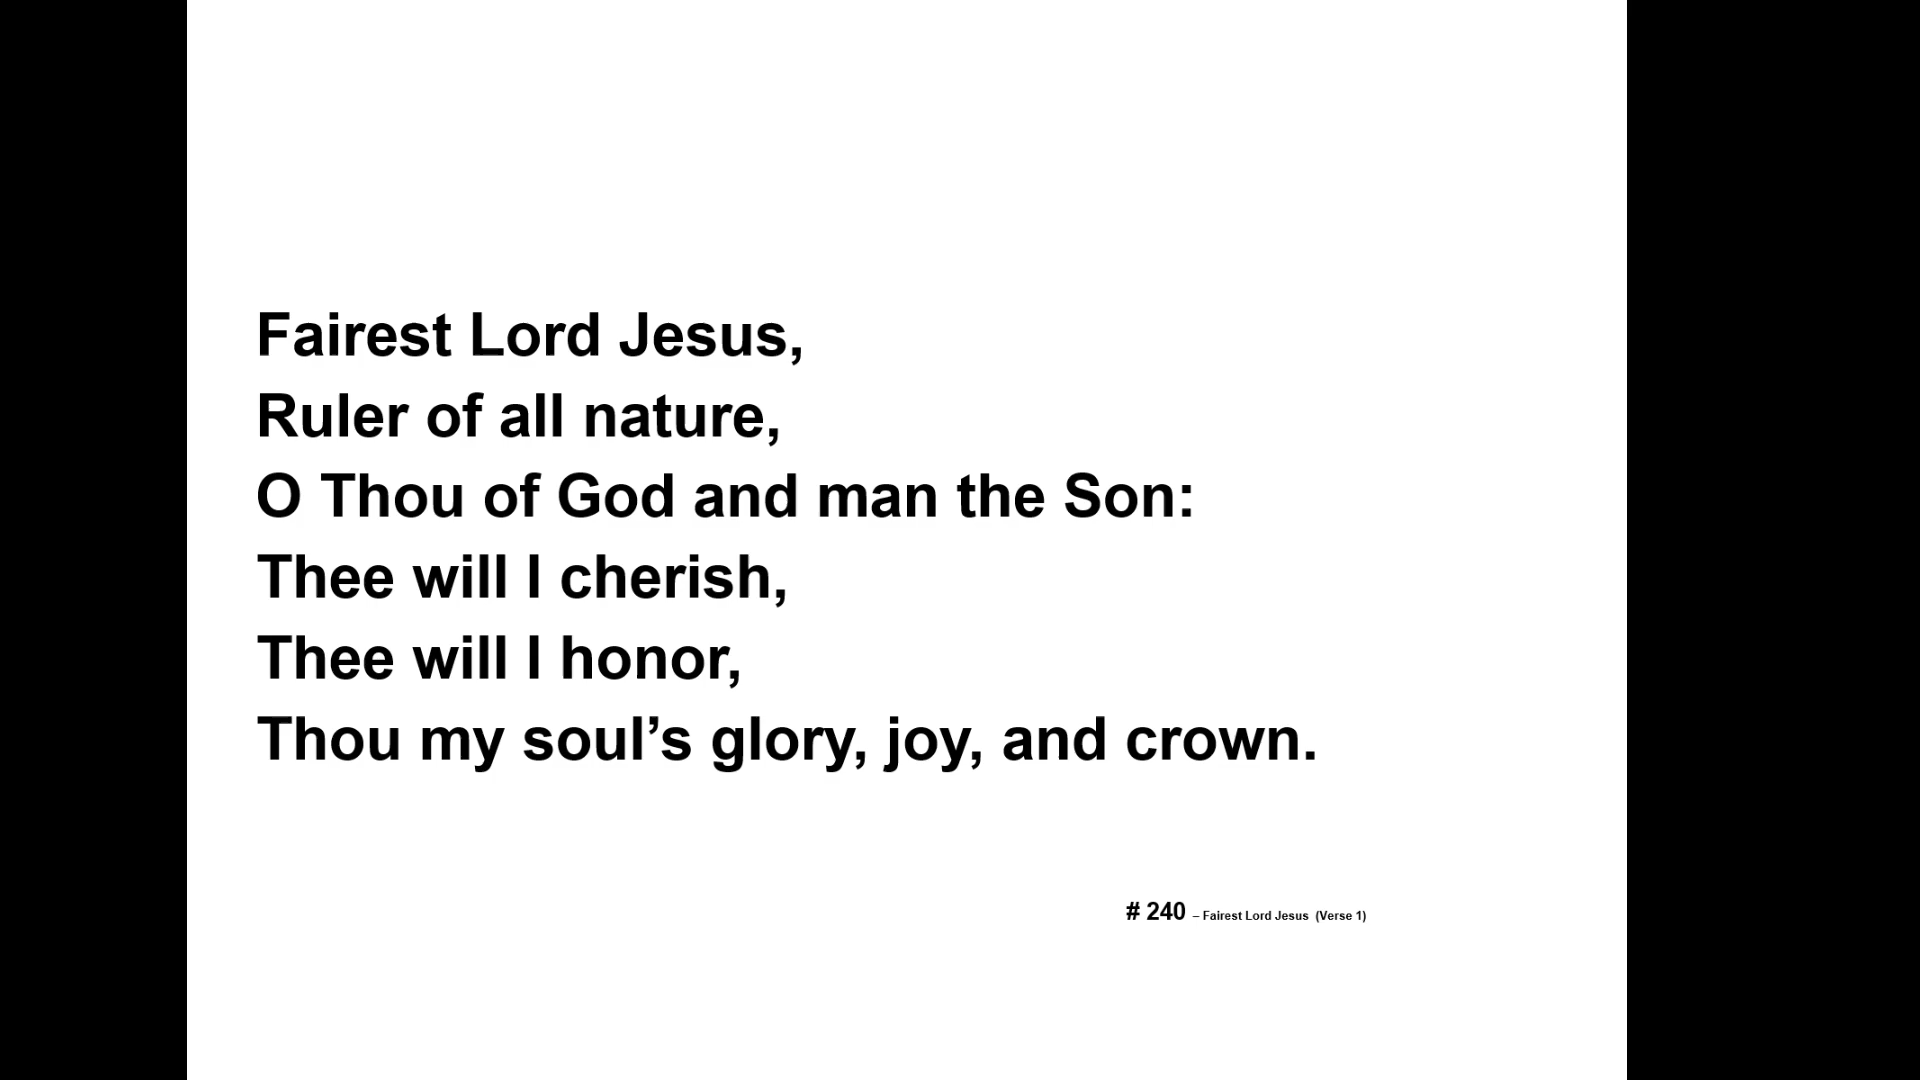 Fairest Lord Jesus,
Ruler of all nature,
O Thou of God and man the Son:
Thee will I cherish,
Thee will I honor,
Thou my soul’s glory, joy, and crown.
# 240 – Fairest Lord Jesus (Verse 1)